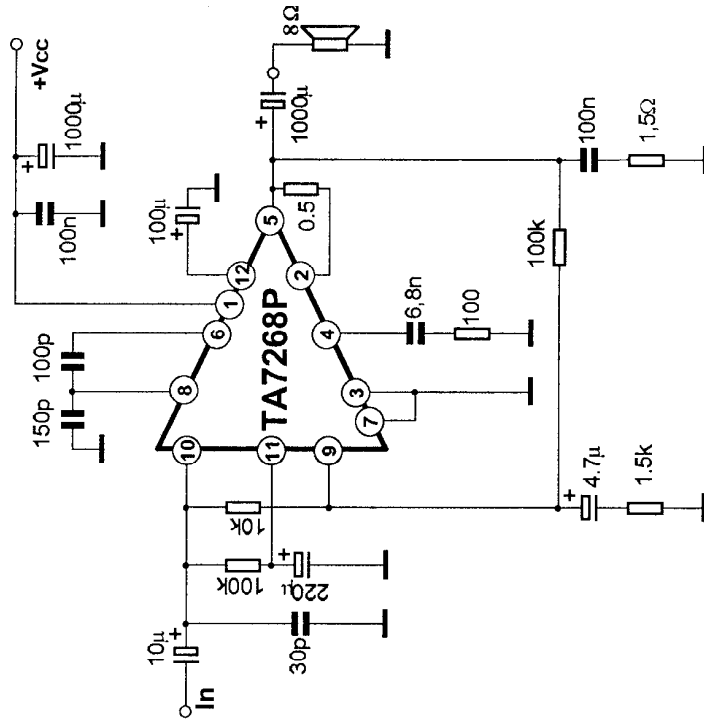 +Vcc
1000µ
100n
8Ω
1000µ
100µ
100p
150p
12
1
6
8
5
0.5
2
TA7268P
4
6,8n
100
3
7
10
11
9
10k
100k
220µ
30p
10µ
In
100k
100n
1,5Ω
4.7µ
1.5k
+
+
+
+
+
+